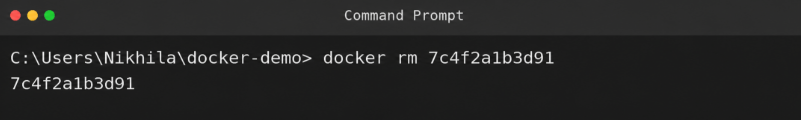 Command Prompt
C:\Users\Nikhila\docker-demo> docker rm 7c4f2a1b3d91
7c4f2a1b3d91